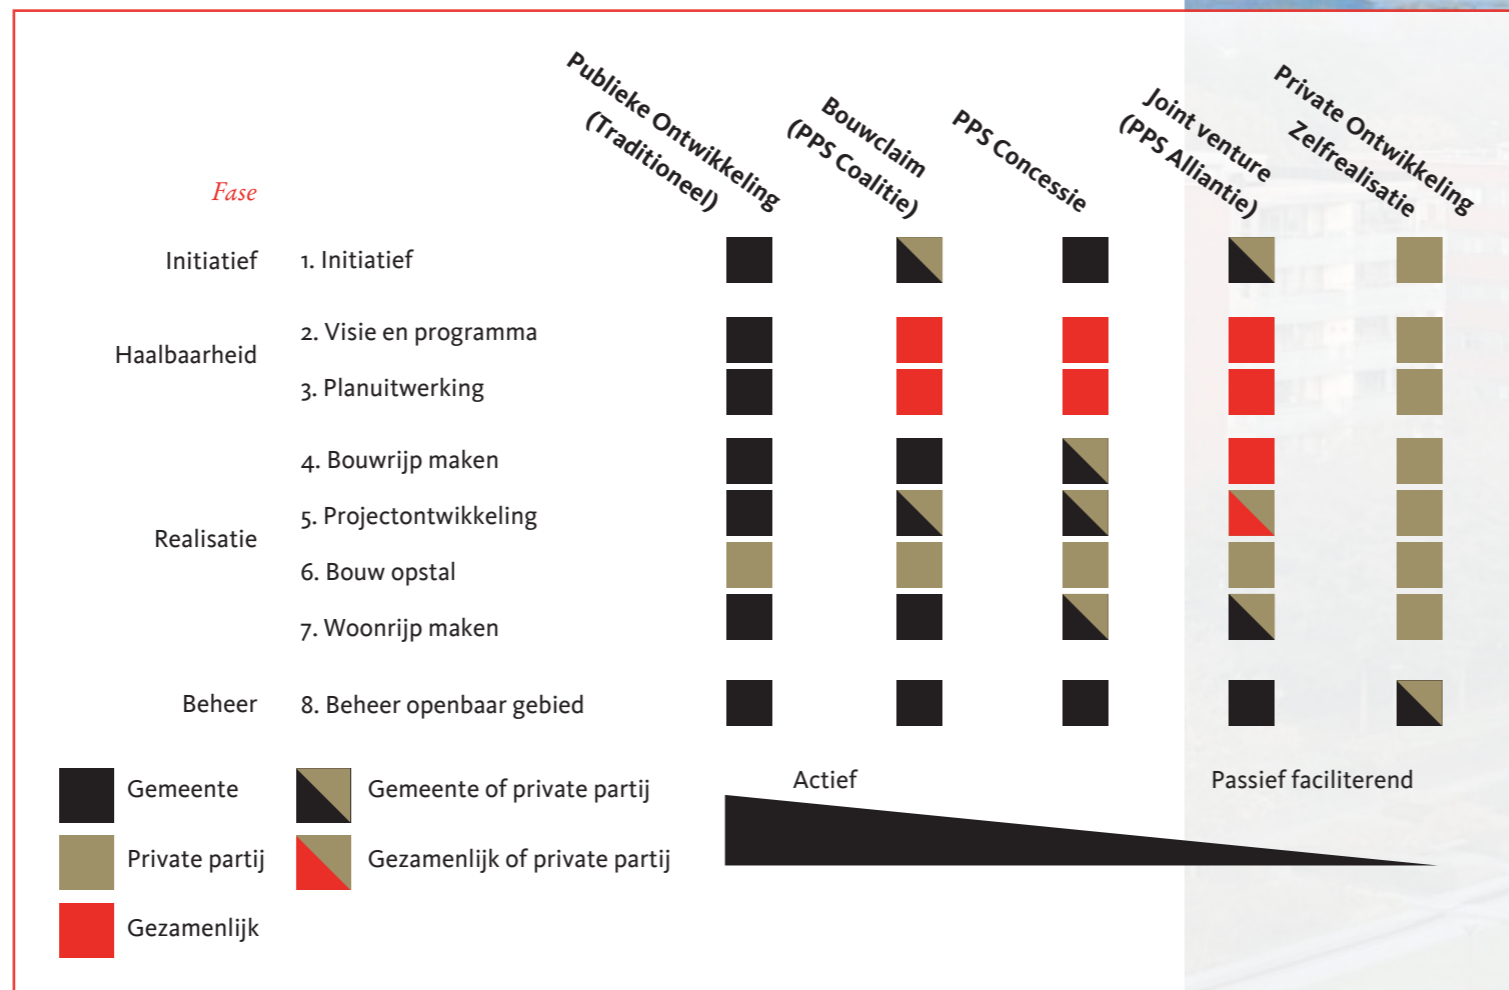 Publieke Ontwikkeling
(Traditioneel)
Bouwclaim
(PPS Coalitie)
PPS Concessie
Joint venture
(PPS Alliantie)
Private Ontwikkeling
Zelfrealisatie
Fase
Initiatief
1. Initiatief
Haalbaarheid
2. Visie en programma
3. Planuitwerking
Realisatie
4. Bouwrijp maken
5. Projectontwikkeling
6. Bouw opstal
7. Woonrijp maken
Beheer
8. Beheer openbaar gebied
Gemeente
Gemeente of private partij
Private partij
Gezamenlijk of private partij
Gezamenlijk
Actief
Passief faciliterend